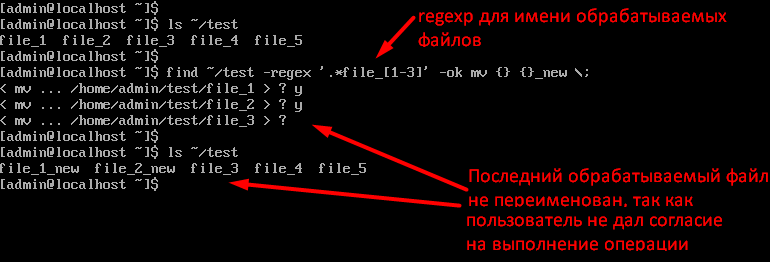 [admin@localhost ~]$
[admin@localhost ~]$ ls ~/test
file_1 file_2 file_3 file_4 file_5
[admin@localhost ~]$
[admin@localhost ~]$ find ~/test -regex '.*file_[1-3]' -ok mv {} {}_new \;
< mv ... /home/admin/test/file_1 > ? y
< mv ... /home/admin/test/file_2 > ? y
< mv ... /home/admin/test/file_3 > ?
[admin@localhost ~]$
[admin@localhost ~]$ ls ~/test
file_1_new file_2_new file_3 file_4 file_5
[admin@localhost ~]$
regexp для имени обрабатываемых
файлов
Последний обрабатываемый файл
не переименован, так как
пользователь не дал согласие
на выполнение операции